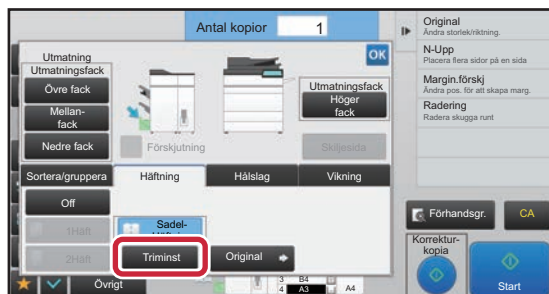 Antal kopior 1
Utmatning
Utmatningsfack
Övre fack
Mellan-
fack
Nedre fack
Förskjutning
OK
Utmatningsfack
Höger
fack
Skiljesida
Sortera/gruppera
Häftning
Hålslag
Vikning
Off
1Häft
2Häft
Sadel-
Triminst
Original
Övrigt
3 B4
4 A3
A4
Original
Ändra storlek/riktning.
N-Upp
Placera flera sidor på en sida
Margin.förskj
Ändra pos. för att skapa marg.
Radering
Radera skugga runt
Förhandsgr.
CA
Korrektur-
kopia
Start